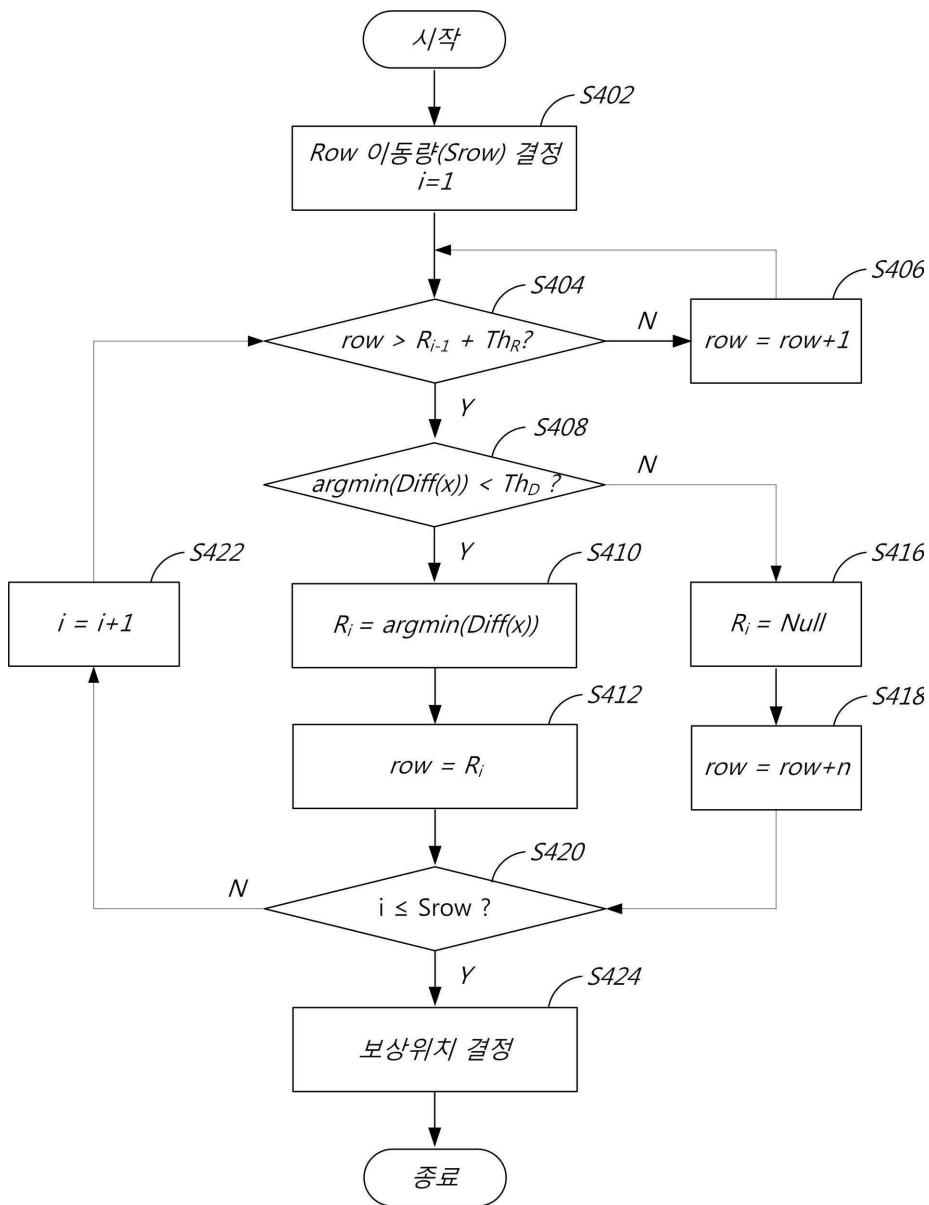 시작
S402
Row 이동량(Srow) 결정
i=1
S404
row > Rᵢ₋₁ + Th_R?
N
S406
row = row+1
Y
S408
argmin(Diff(x)) < Th_D ?
N
Y
S422
i = i+1
S410
Rᵢ = argmin(Diff(x))
S416
Rᵢ = Null
S412
row = Rᵢ
S418
row = row+n
S420
i ≤ Srow ?
N
Y
S424
보상위치 결정
종료